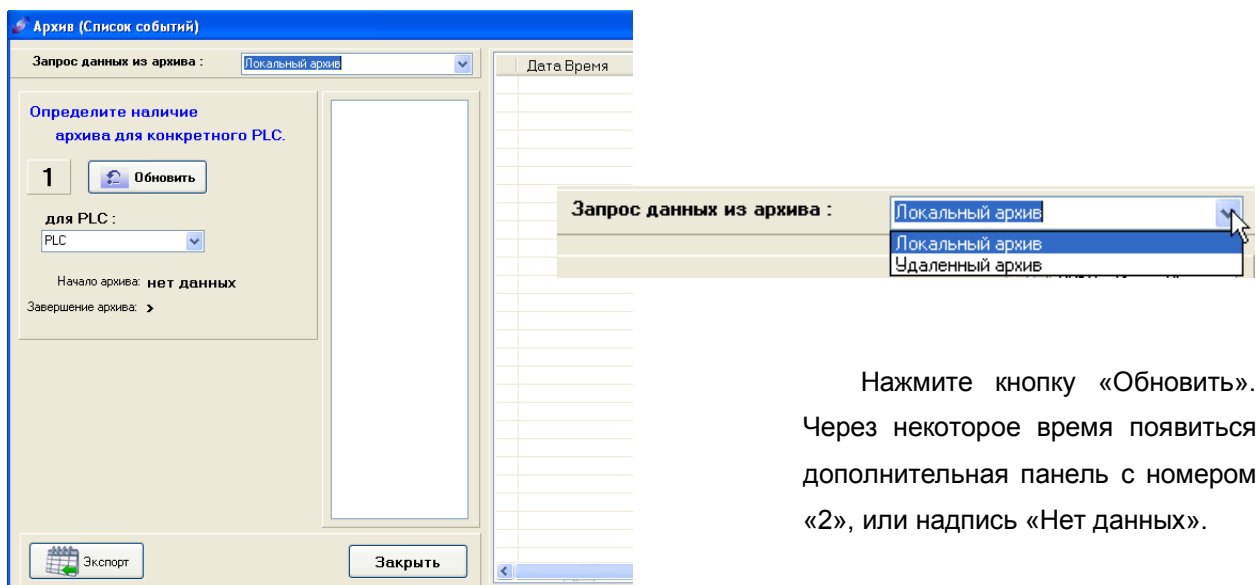 Архив (Список событий)
Запрос данных из архива :
Локальный архив
Дата Время
Определите наличие
архива для конкретного PLC.
1
Обновить
для PLC :
PLC
Начало архива: нет данных
Завершение архива: >
Экспорт
Закрыть
Запрос данных из архива :
Локальный архив
Локальный архив
Удаленный архив
Нажмите кнопку «Обновить».
Через некоторое время появиться
дополнительная панель с номером
«2», или надпись «Нет данных».